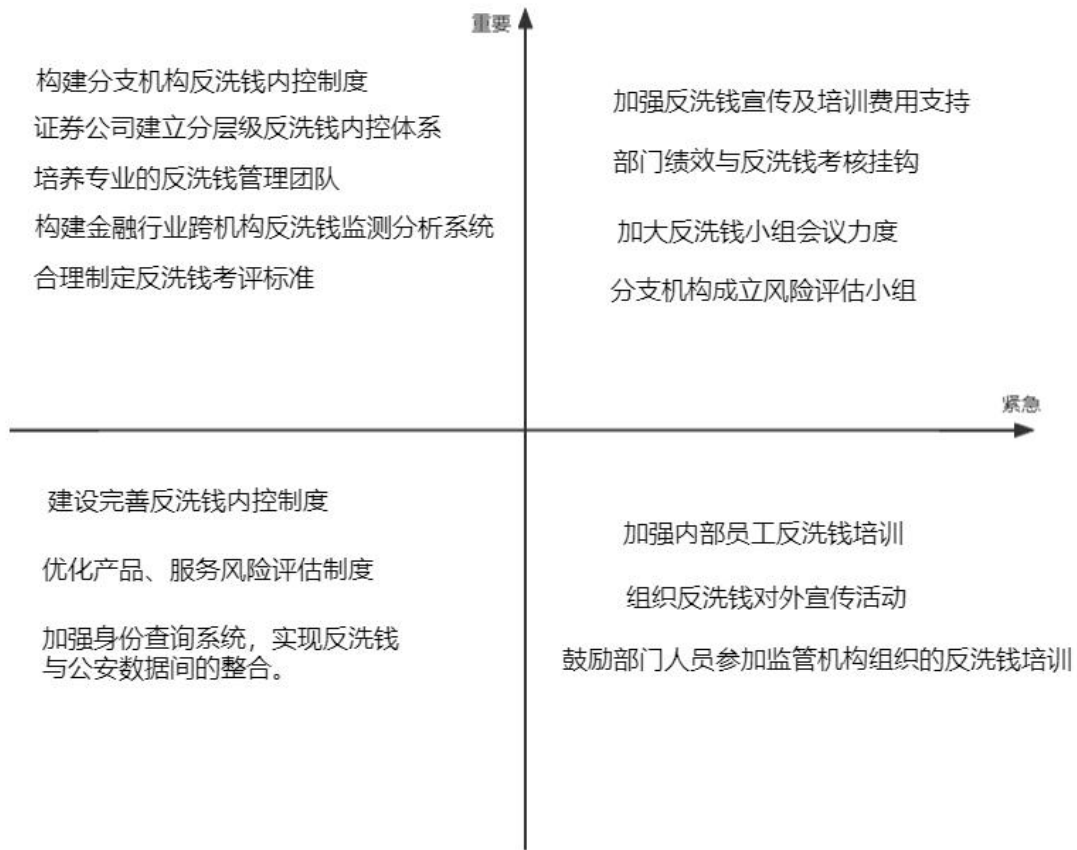 重要
构建分支机构反洗钱内控制度
证券公司建立分层级反洗钱内控体系
培养专业的反洗钱管理团队
构建金融行业跨机构反洗钱监测分析系统
合理制定反洗钱考评标准
加强反洗钱宣传及培训费用支持
部门绩效与反洗钱考核挂钩
加大反洗钱小组会议力度
分支机构成立风险评估小组
紧急
建设完善反洗钱内控制度
优化产品、服务风险评估制度
加强身份查询系统，实现反洗钱
与公安数据间的整合。
加强内部员工反洗钱培训
组织反洗钱对外宣传活动
鼓励部门人员参加监管机构组织的反洗钱培训